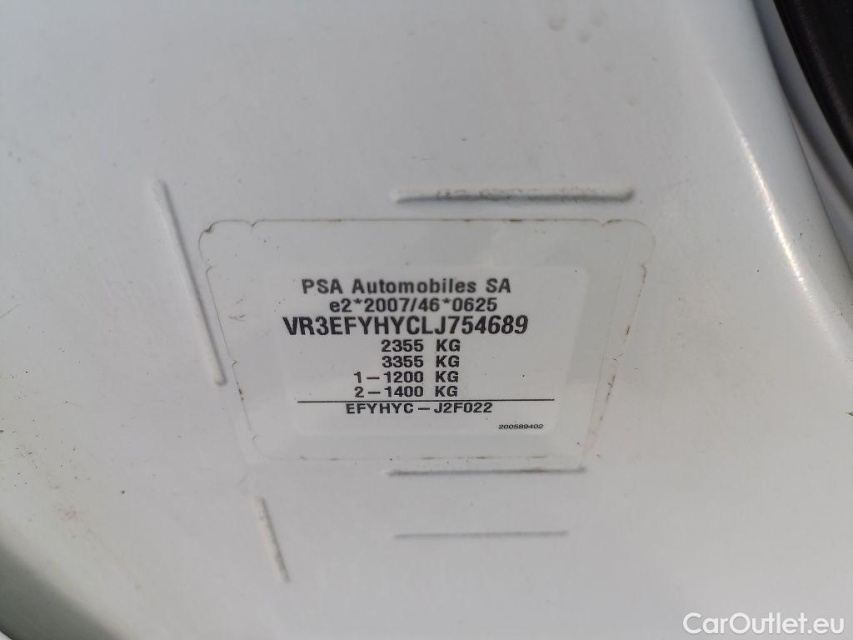 PSA Automobiles SA
e2*2007/46*0625
VR3EFYHYCLJ754689
2355 KG
3355 KG
1-1200 KG
2-1400 KG
EFYHYC-J2F022
200589402
CarOutlet.eu